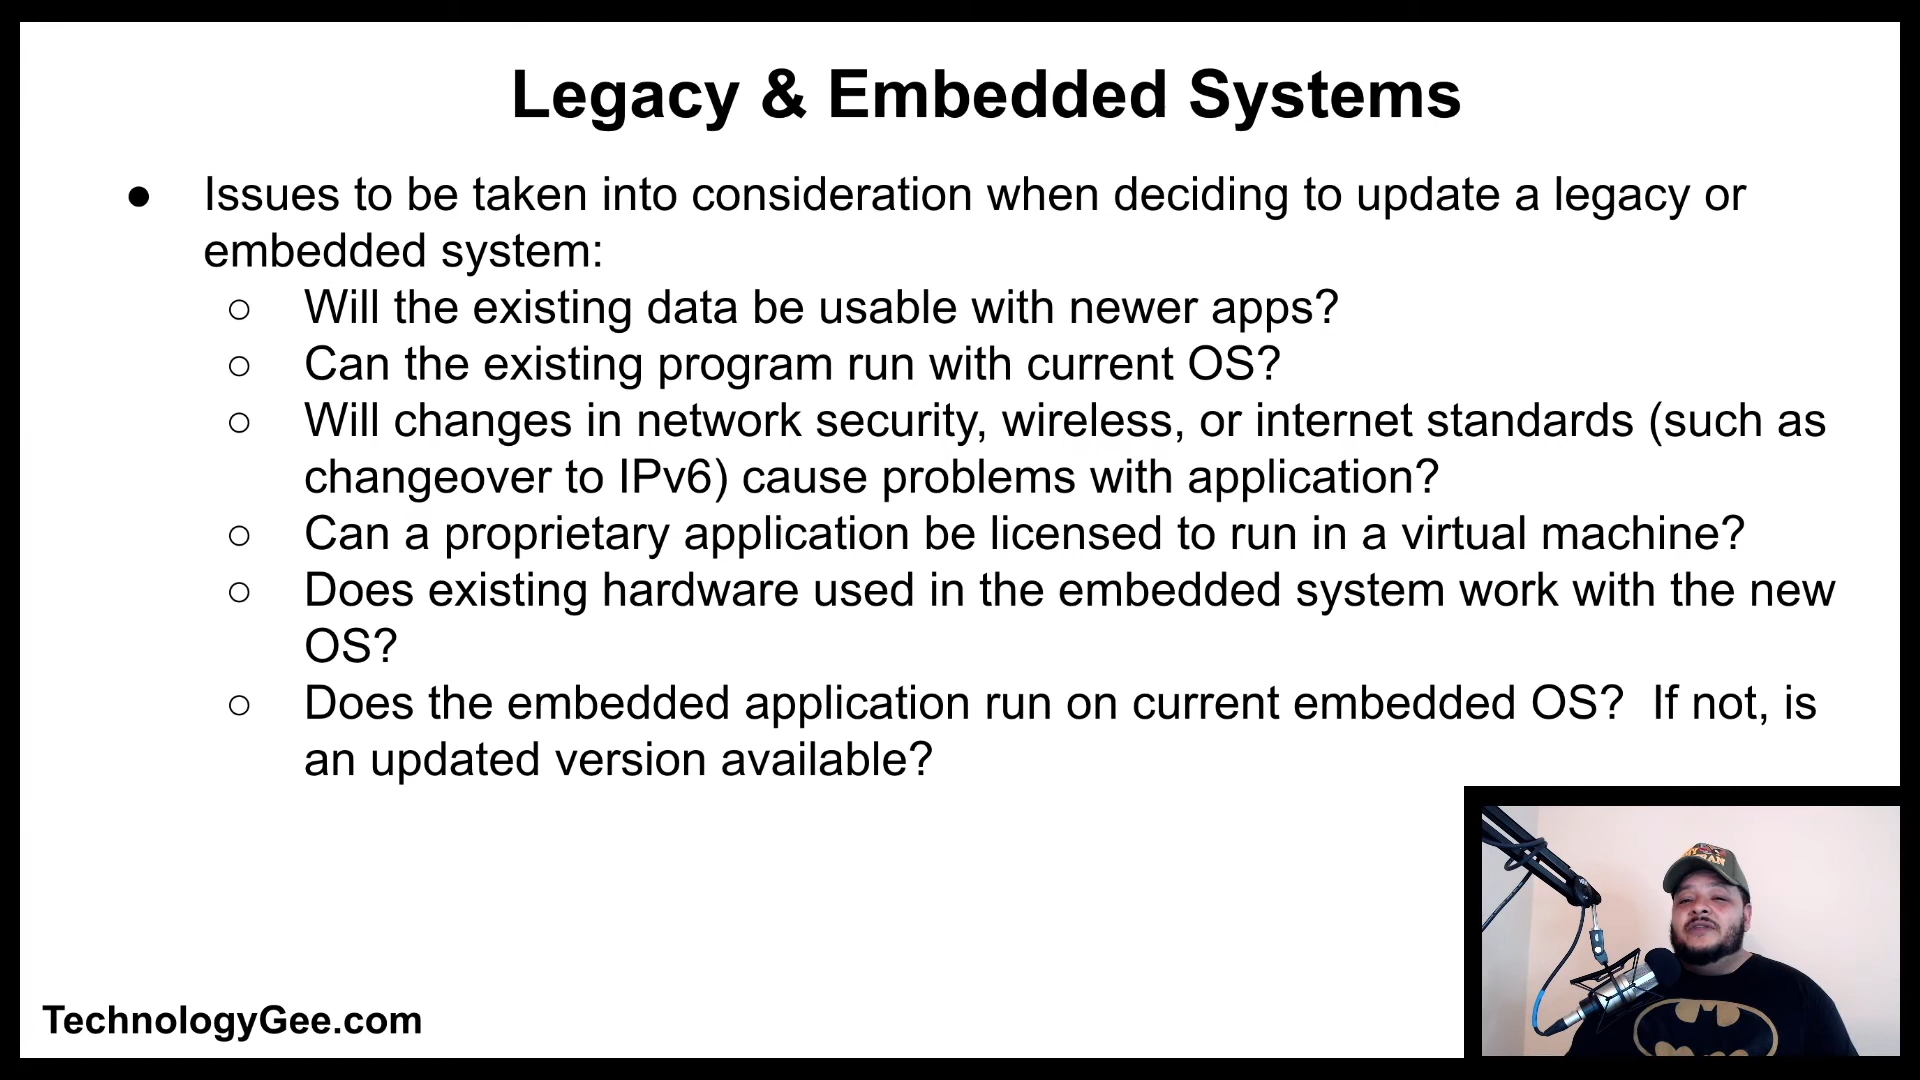 Legacy & Embedded Systems
● Issues to be taken into consideration when deciding to update a legacy or
embedded system:
○ Will the existing data be usable with newer apps?
○ Can the existing program run with current OS?
○ Will changes in network security, wireless, or internet standards (such as
changeover to IPv6) cause problems with application?
○ Can a proprietary application be licensed to run in a virtual machine?
○ Does existing hardware used in the embedded system work with the new
OS?
○ Does the embedded application run on current embedded OS?  If not, is
an updated version available?
TechnologyGee.com